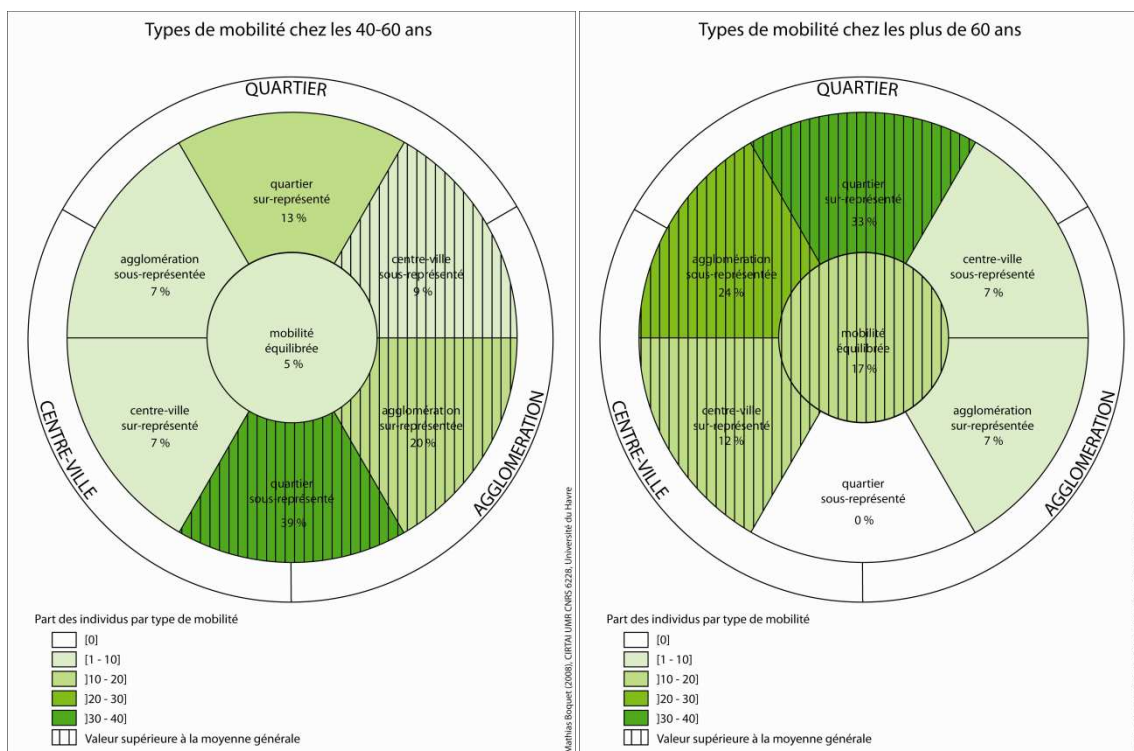 Types de mobilité chez les 40-60 ans
QUARTIER
quartier
sur-représenté
13 %
agglomération
sous-représentée
7 %
centre-ville
sous-représenté
9 %
mobilité
équilibrée
5 %
centre-ville
sur-représenté
7 %
agglomération
sur-représentée
20 %
quartier
sous-représenté
39 %
CENTRE-VILLE
AGGLOMERATION
Part des individus par type de mobilité
[0]
[1 - 10]
]10 - 20]
]20 - 30]
]30 - 40]
Valeur supérieure à la moyenne générale
Mathias Boquet (2008), CIRTAI UMR CNRS 6228, Université du Havre
Types de mobilité chez les plus de 60 ans
QUARTIER
quartier
sur-représenté
33 %
agglomération
sous-représentée
24 %
centre-ville
sous-représenté
7 %
mobilité
équilibrée
17 %
centre-ville
sur-représenté
12 %
agglomération
sur-représentée
7 %
quartier
sous-représenté
0 %
CENTRE-VILLE
AGGLOMERATION
Part des individus par type de mobilité
[0]
[1 - 10]
]10 - 20]
]20 - 30]
]30 - 40]
Valeur supérieure à la moyenne générale